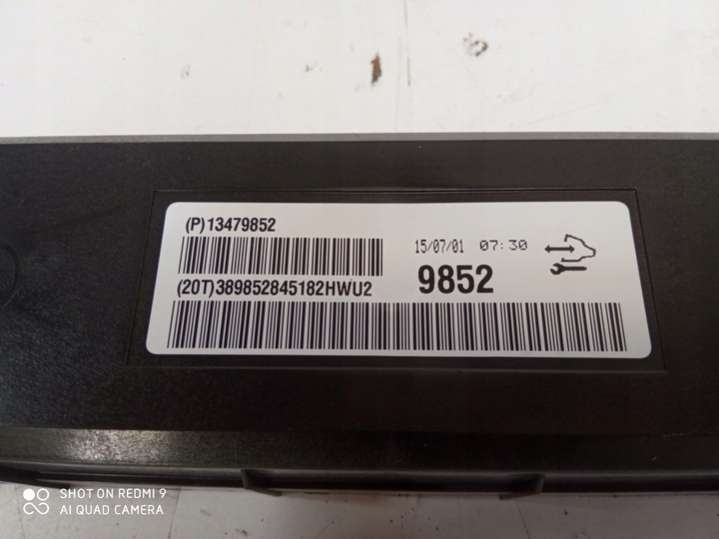 (P)13479852
15/07/01 07:30
9852
(20T)389852845182HWU2
SHOT ON REDMI 9
AI QUAD CAMERA